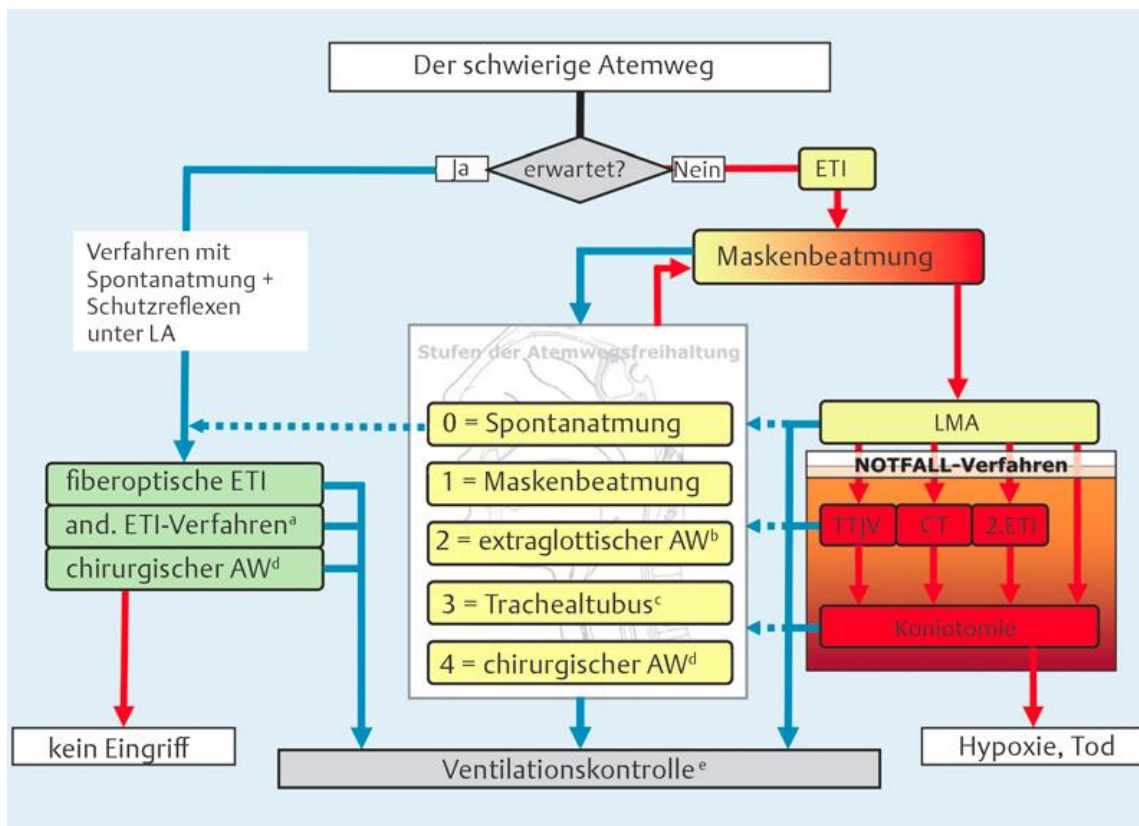 Der schwierige Atemweg
erwartet?
Ja
Nein
ETI
Verfahren mit
Spontanatmung +
Schutzreflexen
unter LA
Maskenbeatmung
Stufen der Atemwegsfreihaltung
0 = Spontanatmung
1 = Maskenbeatmung
2 = extraglottischer AWᵇ
3 = Trachealtubusᶜ
4 = chirurgischer AWᵈ
LMA
NOTFALL-Verfahren
TTJV
CT
2.ETI
Koniotomie
fiberoptische ETI
and. ETI-Verfahrenᵃ
chirurgischer AWᵈ
kein Eingriff
Hypoxie, Tod
Ventilationskontrolleᵉ